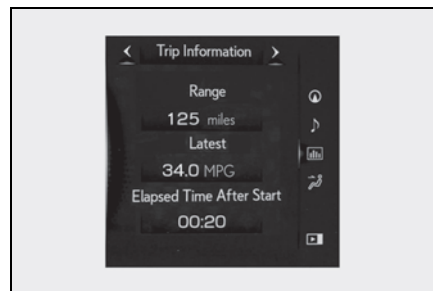 Trip Information
Range
125 miles
Latest
34.0 MPG
Elapsed Time After Start
00:20